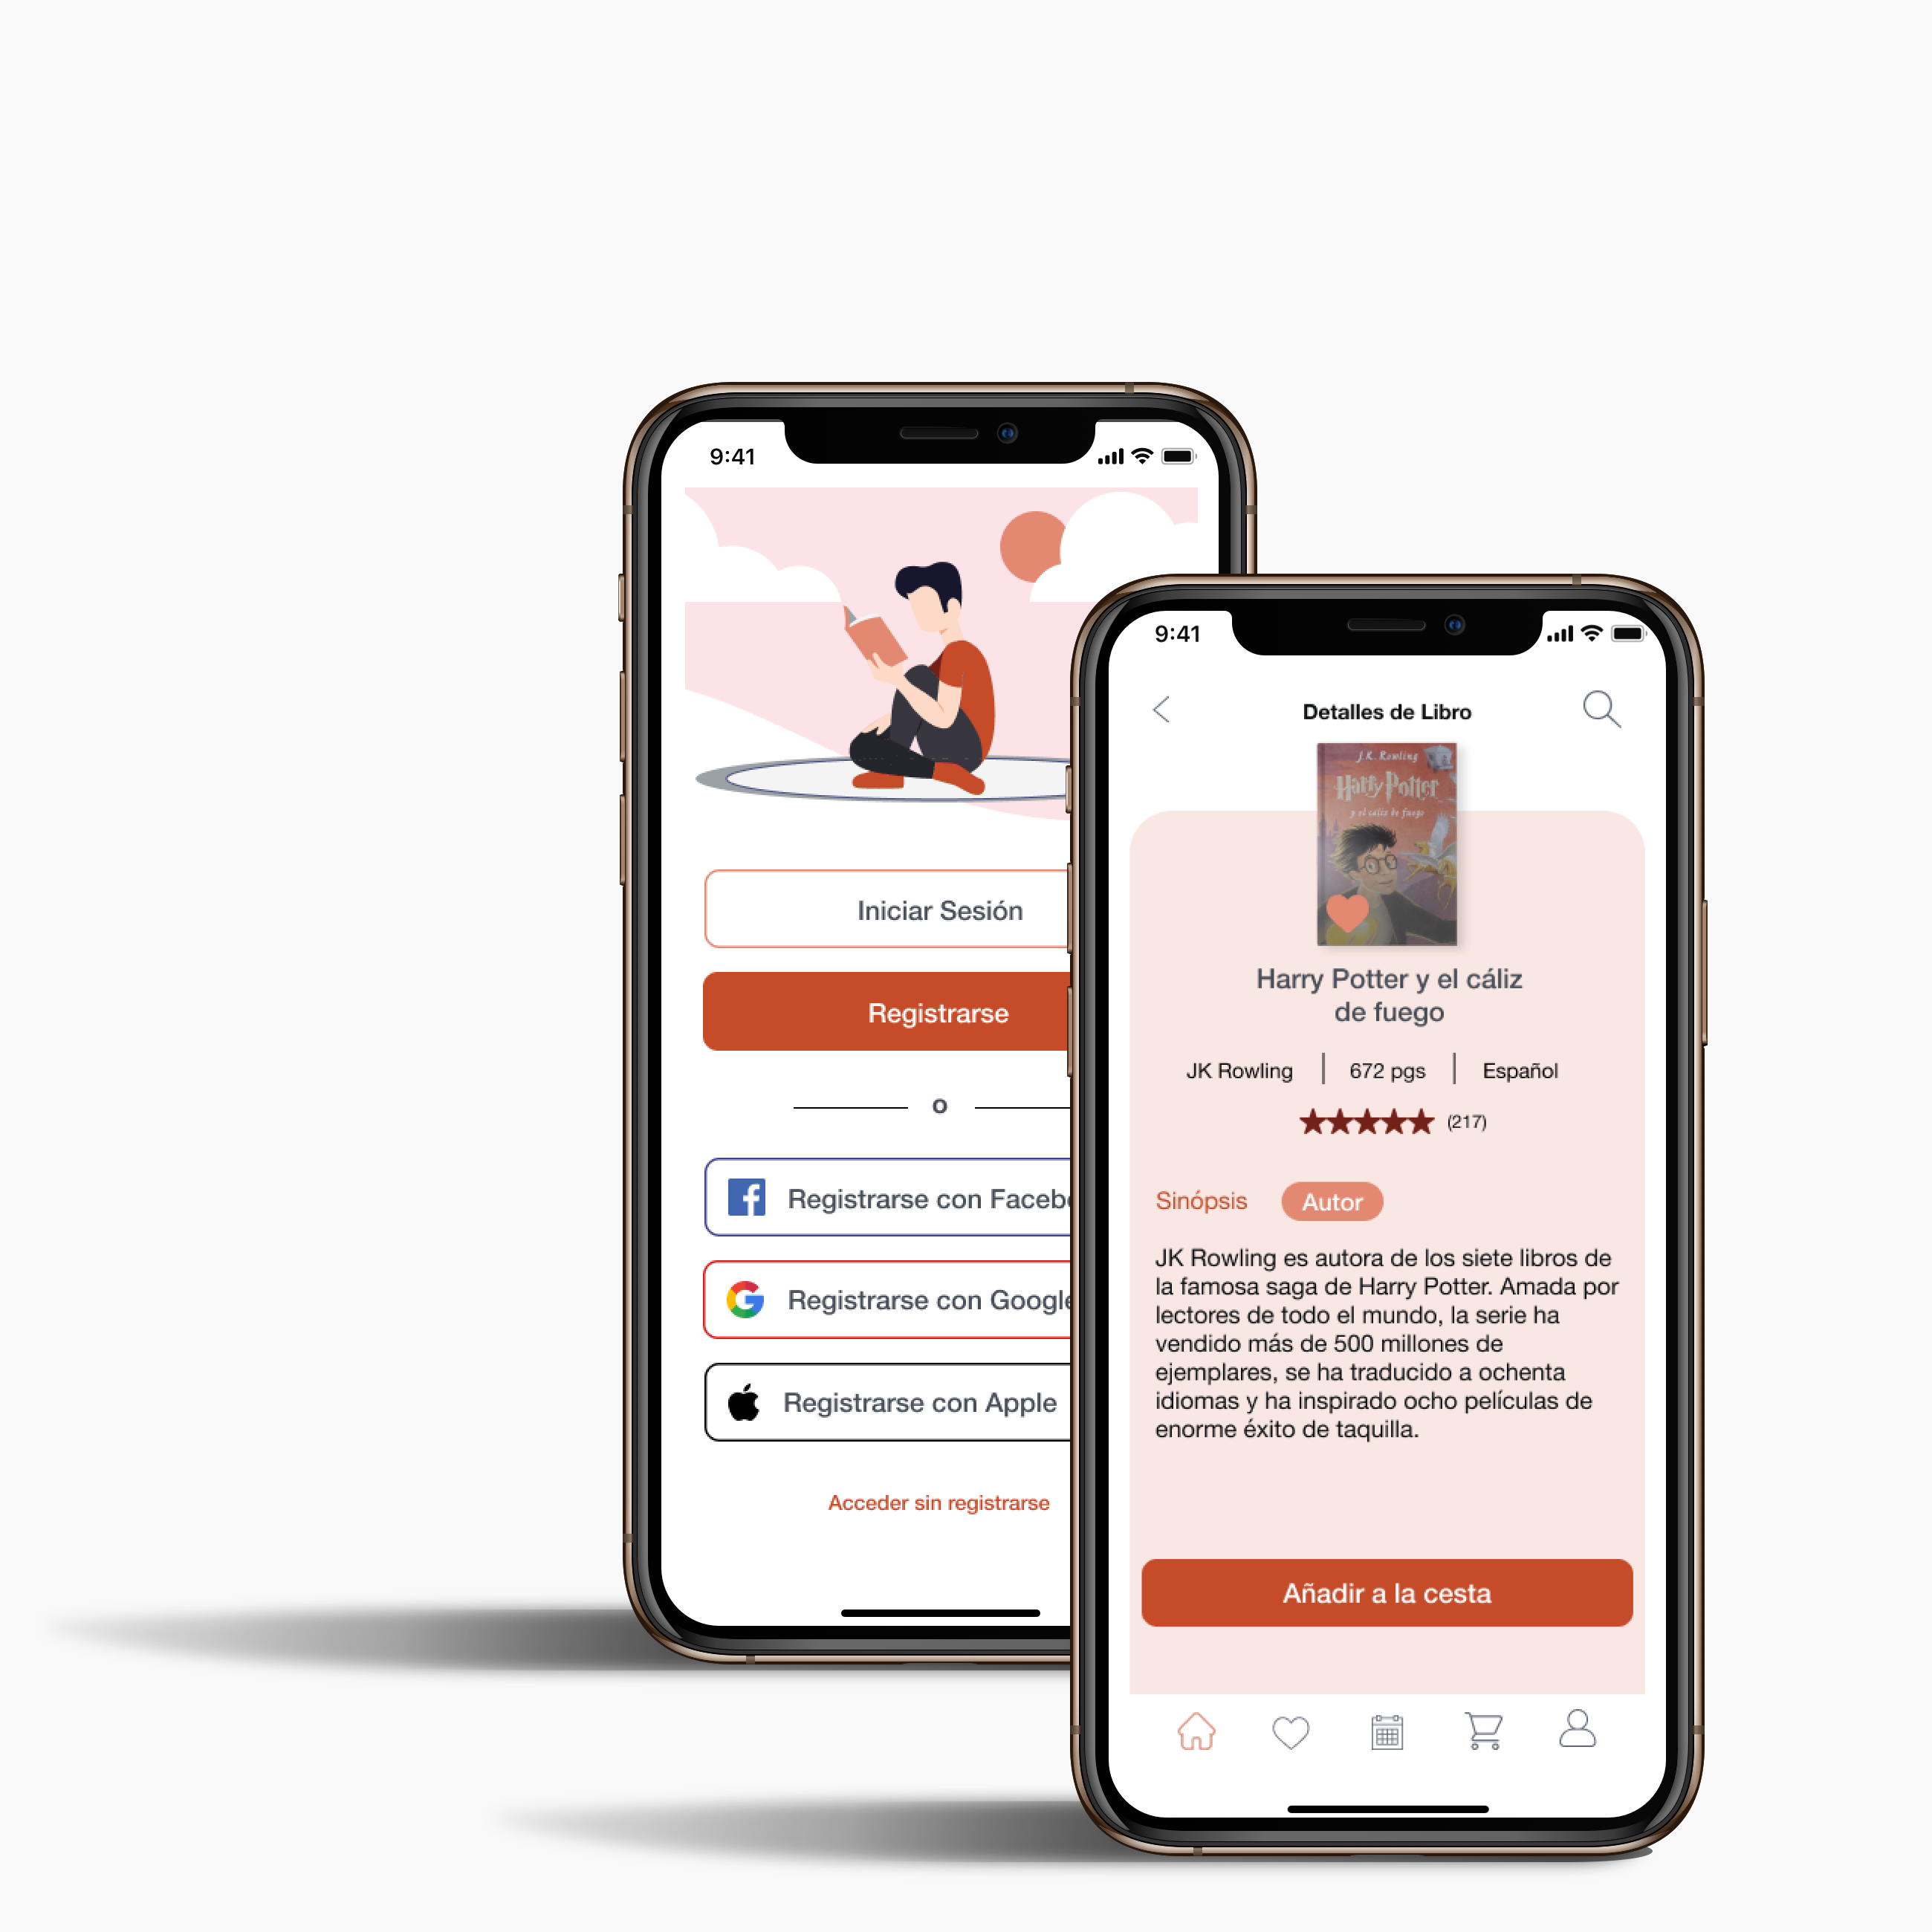 9:41
Iniciar Sesión
Registrarse
o
Registrarse con Faceb
Registrarse con Google
Registrarse con Apple
Acceder sin registrarse
9:41
Detalles de Libro
J.K. Rowling
Harry Potter
y el cáliz de fuego
Harry Potter y el cáliz
de fuego
JK Rowling
672 pgs
Español
(217)
Sinópsis
Autor
JK Rowling es autora de los siete libros de
la famosa saga de Harry Potter. Amada por
lectores de todo el mundo, la serie ha
vendido más de 500 millones de
ejemplares, se ha traducido a ochenta
idiomas y ha inspirado ocho películas de
enorme éxito de taquilla.
Añadir a la cesta